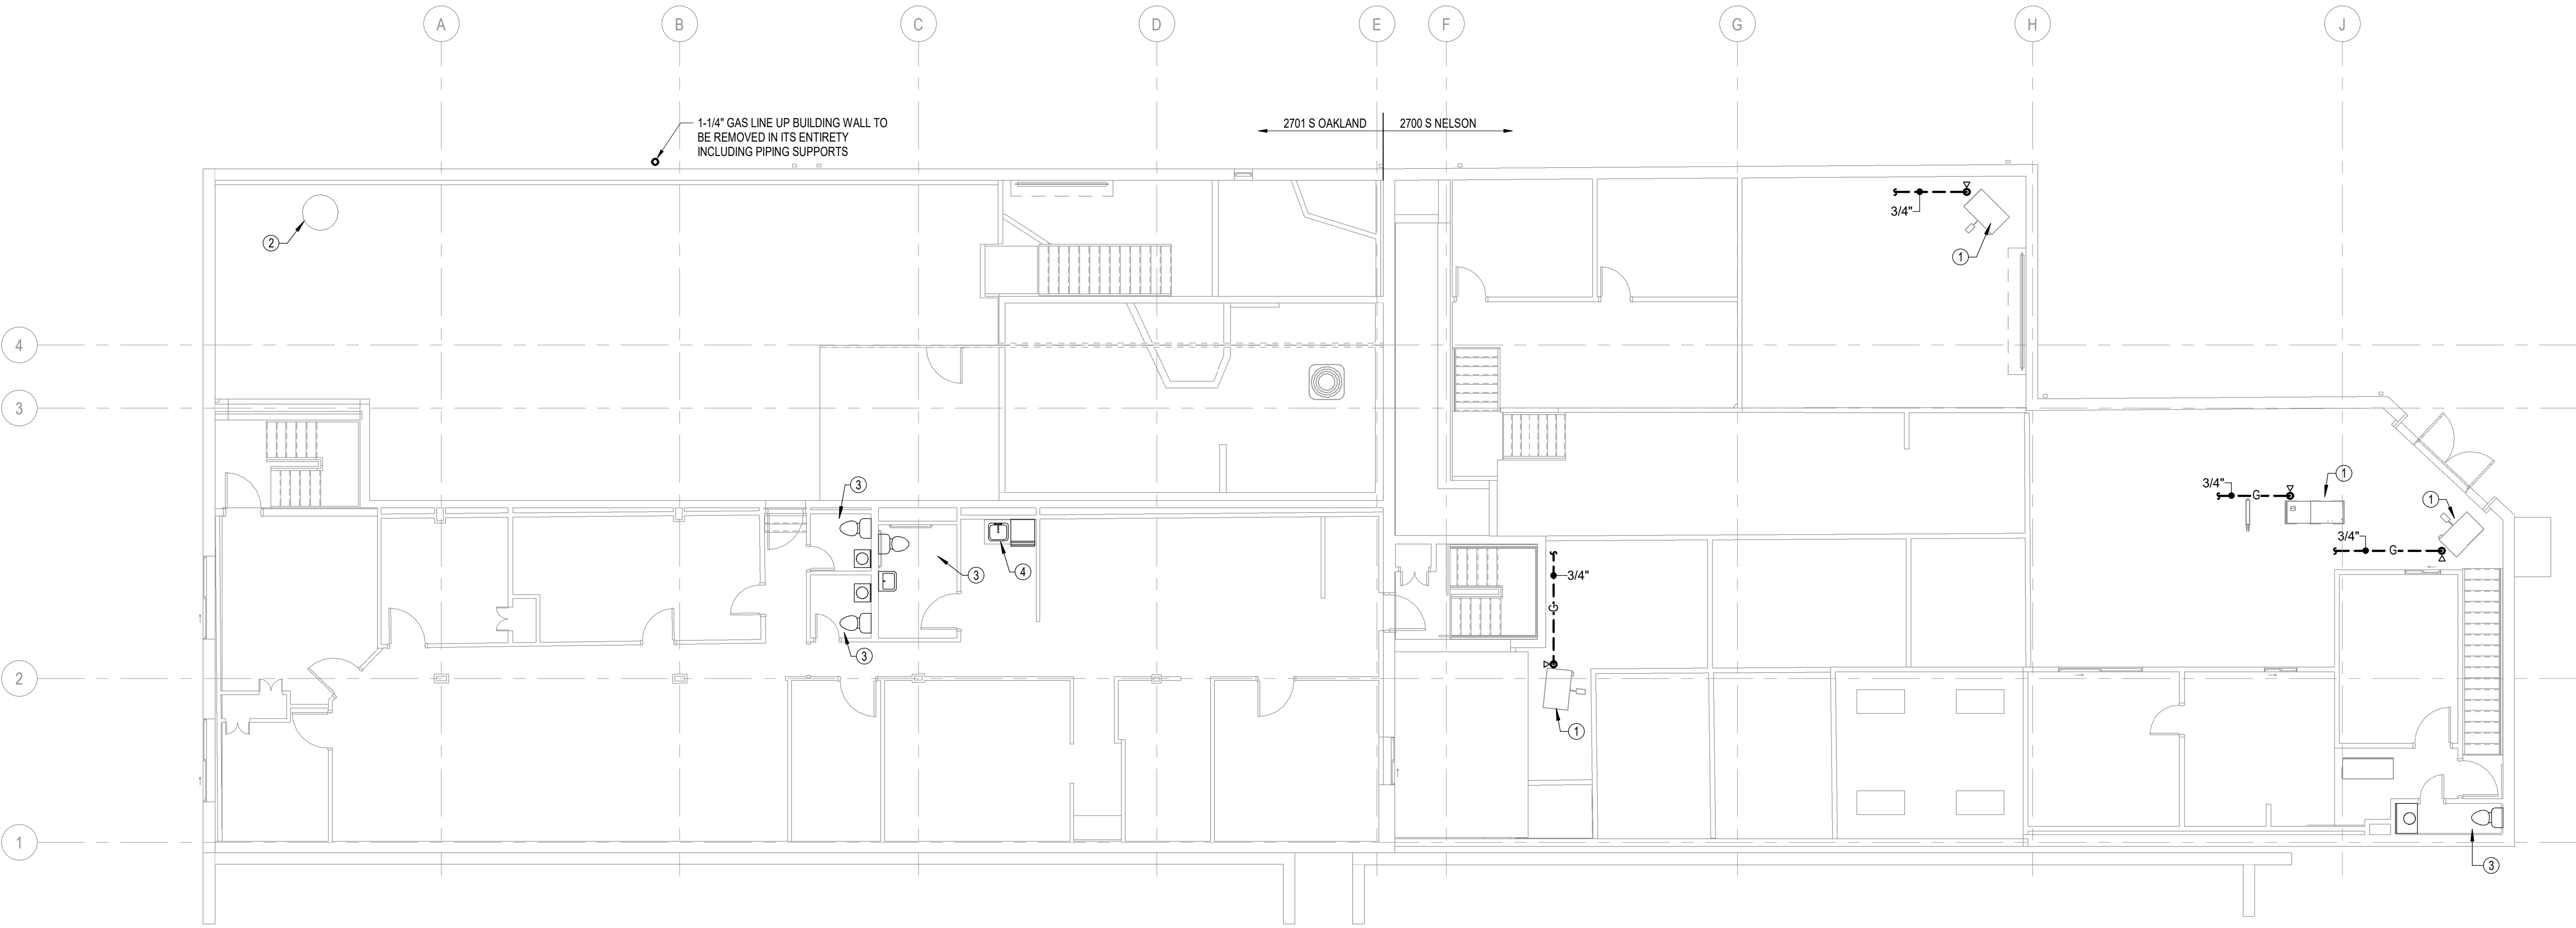 A
B
C
D
E
F
G
H
J
1-1/4" GAS LINE UP BUILDING WALL TO
BE REMOVED IN ITS ENTIRETY
INCLUDING PIPING SUPPORTS
2701 S OAKLAND
2700 S NELSON
3/4"
2
1
4
3
3
1
3/4"
G
1
3/4"
G
3
4
3/4"
G
3
2
1
1
3